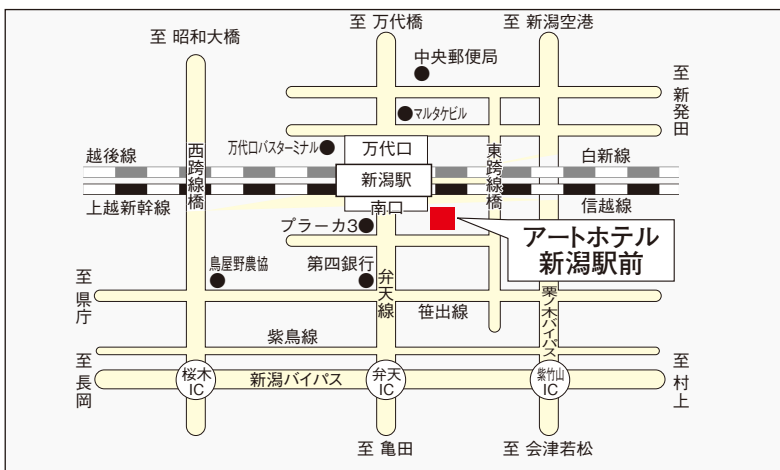 至 昭和大橋
至 万代橋
至 新潟空港
中央郵便局
至新発田
マルタケビル
万代口バスターミナル
万代口
西跨線橋
東跨線橋
越後線
白新線
新潟駅
上越新幹線
信越線
南口
プラーカ3
アートホテル
新潟駅前
鳥屋野農協
第四銀行
弁天線
至県庁
笹出線
栗ノ木バイパス
紫鳥線
至長岡
桜木
IC
新潟バイパス
弁天
IC
紫竹山
IC
至村上
至 亀田
至 会津若松